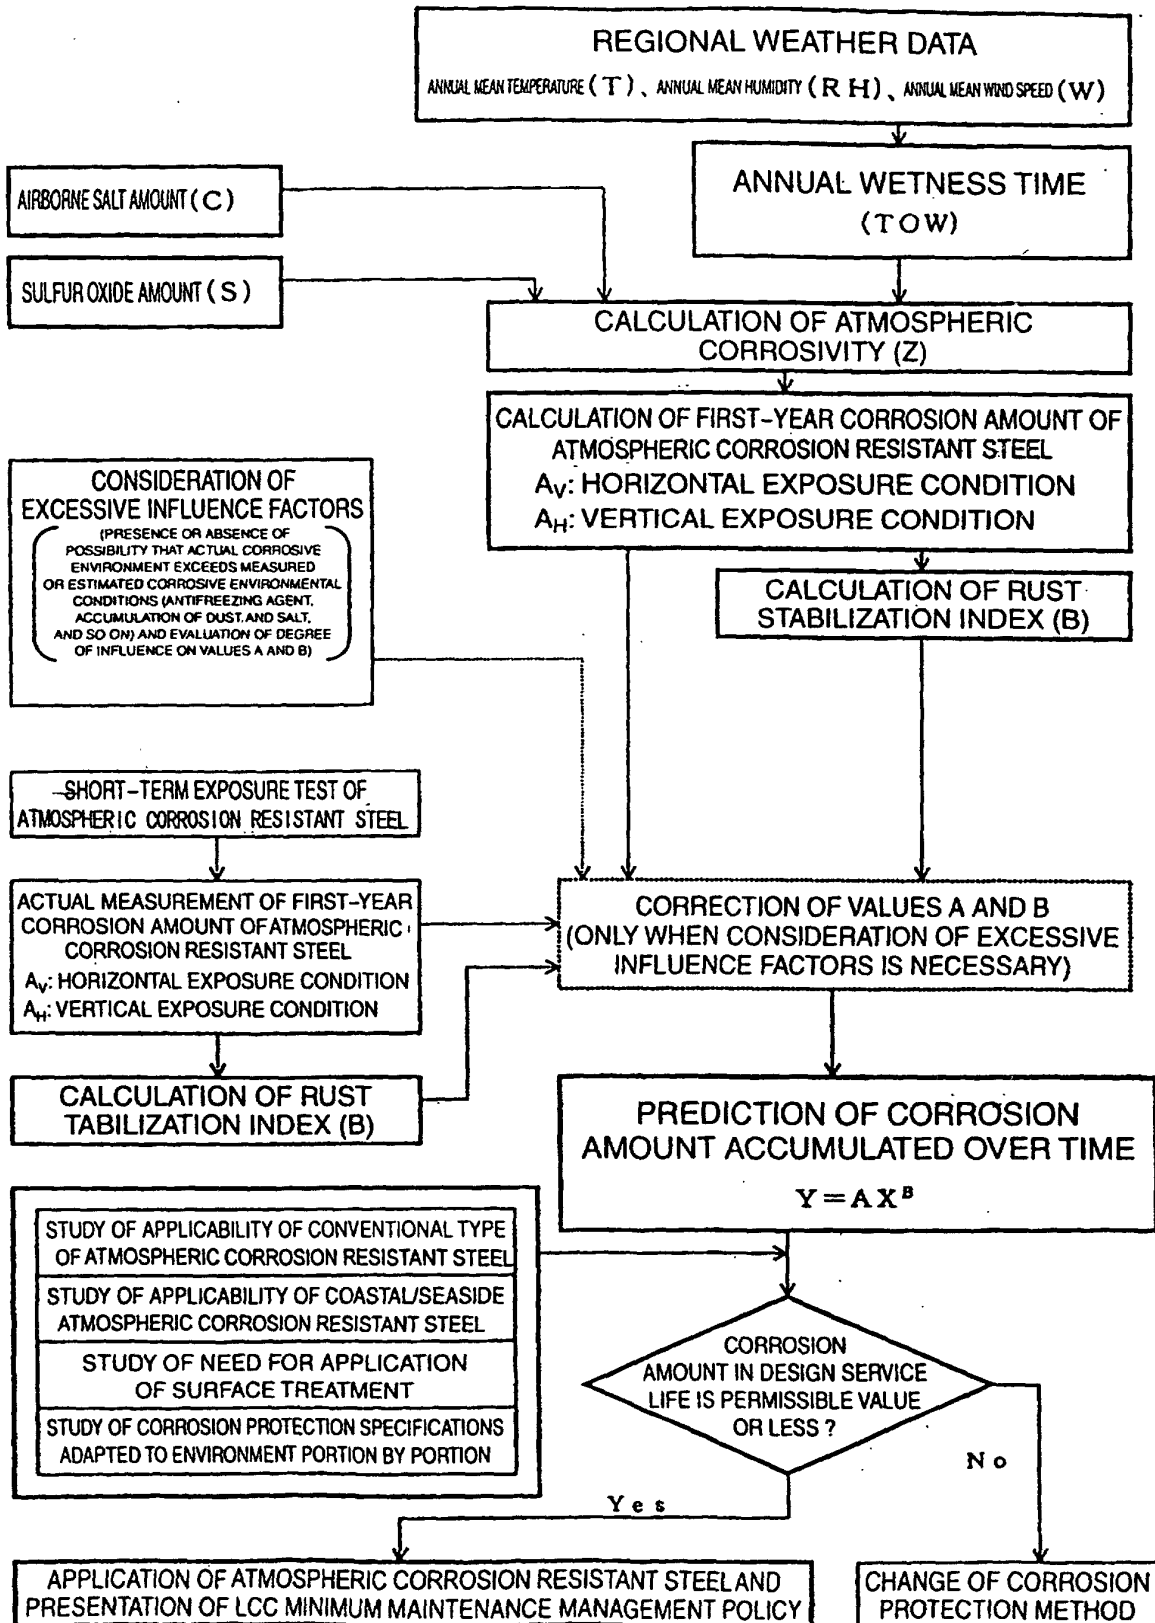 REGIONAL WEATHER DATA
ANNUAL MEAN TEMPERATURE (T)、ANNUAL MEAN HUMIDITY (RH)、ANNUAL MEAN WIND SPEED (W)
ANNUAL WETNESS TIME
(TOW)
AIRBORNE SALT AMOUNT (C)
SULFUR OXIDE AMOUNT (S)
CALCULATION OF ATMOSPHERIC
CORROSIVITY (Z)
CALCULATION OF FIRST-YEAR CORROSION AMOUNT OF
ATMOSPHERIC CORROSION RESISTANT STEEL
AV: HORIZONTAL EXPOSURE CONDITION
AH: VERTICAL EXPOSURE CONDITION
CONSIDERATION OF
EXCESSIVE INFLUENCE FACTORS
(PRESENCE OR ABSENCE OF
POSSIBILITY THAT ACTUAL CORROSIVE
ENVIRONMENT EXCEEDS MEASURED
OR ESTIMATED CORROSIVE ENVIRONMENTAL
CONDITIONS (ANTIFREEZING AGENT,
ACCUMULATION OF DUST. AND SALT,
AND SO ON) AND EVALUATION OF DEGREE
OF INFLUENCE ON VALUES A AND B)
CALCULATION OF RUST
STABILIZATION INDEX (B)
SHORT-TERM EXPOSURE TEST OF
ATMOSPHERIC CORROSION RESISTANT STEEL
ACTUAL MEASUREMENT OF FIRST-YEAR
CORROSION AMOUNT OF ATMOSPHERIC
CORROSION RESISTANT STEEL
AV: HORIZONTAL EXPOSURE CONDITION
AH: VERTICAL EXPOSURE CONDITION
CORRECTION OF VALUES A AND B
(ONLY WHEN CONSIDERATION OF EXCESSIVE
INFLUENCE FACTORS IS NECESSARY)
CALCULATION OF RUST
TABILIZATION INDEX (B)
PREDICTION OF CORROSION
AMOUNT ACCUMULATED OVER TIME
Y=AX^B
STUDY OF APPLICABILITY OF CONVENTIONAL TYPE
OF ATMOSPHERIC CORROSION RESISTANT STEEL
STUDY OF APPLICABILITY OF COASTAL/SEASIDE
ATMOSPHERIC CORROSION RESISTANT STEEL
STUDY OF NEED FOR APPLICATION
OF SURFACE TREATMENT
STUDY OF CORROSION PROTECTION SPECIFICATIONS
ADAPTED TO ENVIRONMENT PORTION BY PORTION
CORROSION
AMOUNT IN DESIGN SERVICE
LIFE IS PERMISSIBLE VALUE
OR LESS ?
No
Yes
APPLICATION OF ATMOSPHERIC CORROSION RESISTANT STEEL AND
PRESENTATION OF LCC MINIMUM MAINTENANCE MANAGEMENT POLICY
CHANGE OF CORROSION
PROTECTION METHOD